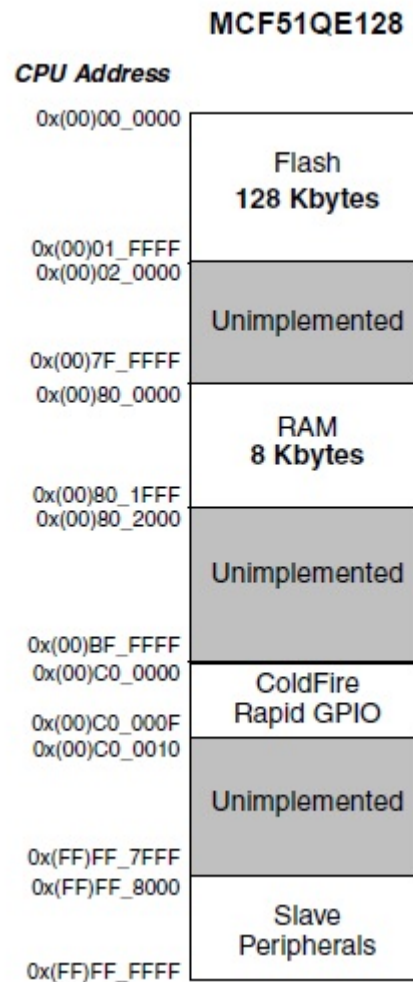 MCF51QE128
CPU Address
0x(00)00_0000
Flash
128 Kbytes
0x(00)01_FFFF
0x(00)02_0000
Unimplemented
0x(00)7F_FFFF
0x(00)80_0000
RAM
8 Kbytes
0x(00)80_1FFF
0x(00)80_2000
Unimplemented
0x(00)BF_FFFF
0x(00)C0_0000
ColdFire
Rapid GPIO
0x(00)C0_000F
0x(00)C0_0010
Unimplemented
0x(FF)FF_7FFF
0x(FF)FF_8000
Slave
Peripherals
0x(FF)FF_FFFF